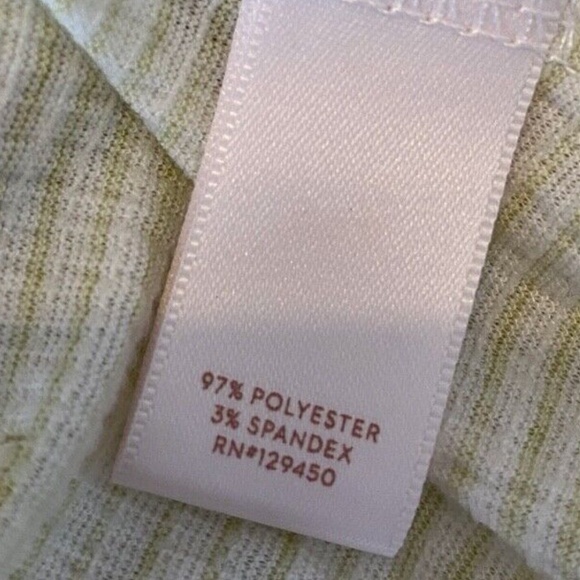 97% POLYESTER
3% SPANDEX
RN#129450